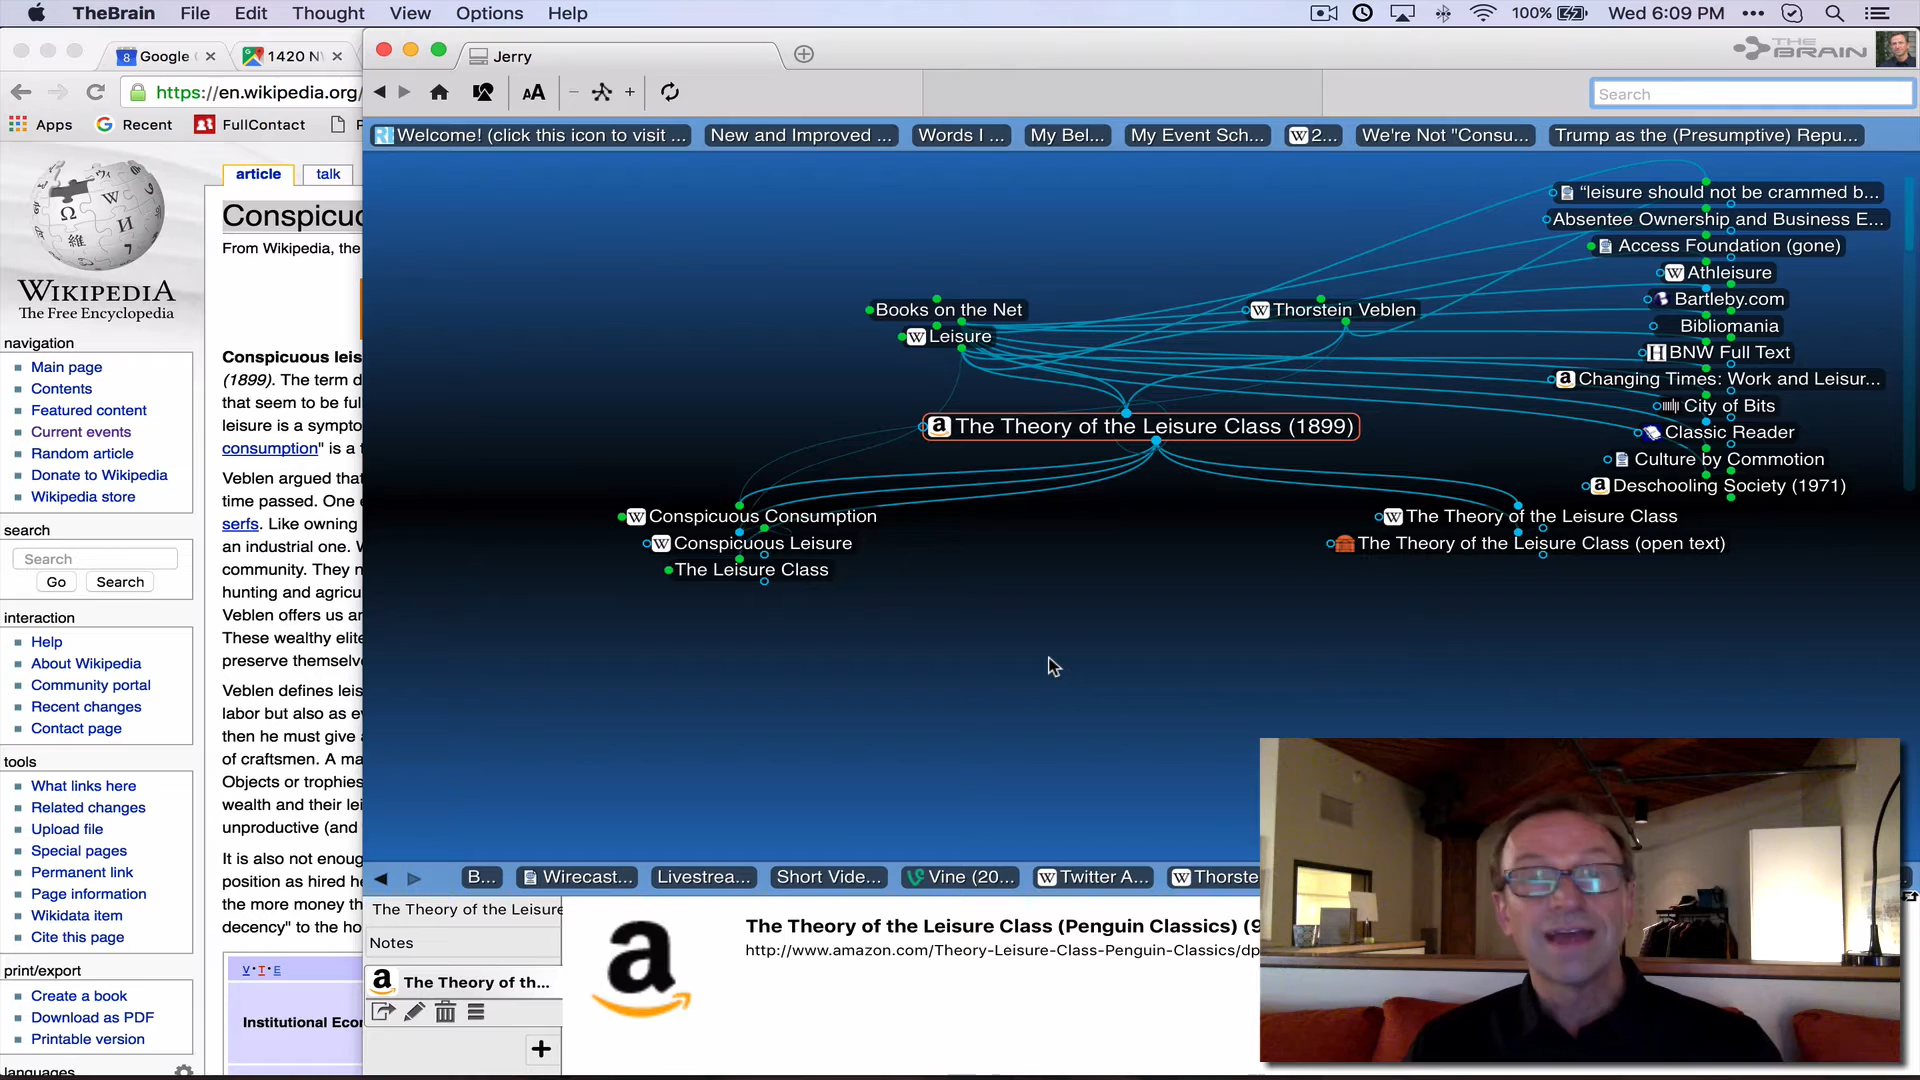 TheBrain File Edit Thought View Options Help 100% Wed 6:09 PM
Google
1420 N
https://en.wikipedia.org/
Apps Recent FullContact
WIKIPEDIA
The Free Encyclopedia
navigation
Main page
Contents
Featured content
Current events
Random article
Donate to Wikipedia
Wikipedia store
search
Search
Go Search
interaction
Help
About Wikipedia
Community portal
Recent changes
Contact page
tools
What links here
Related changes
Upload file
Special pages
Permanent link
Page information
Wikidata item
Cite this page
print/export
Create a book
Download as PDF
Printable version
languages
article talk
Conspicuo
From Wikipedia, the
Conspicuous leis
(1899). The term d
that seem to be ful
leisure is a sympto
consumption" is a
Veblen argued that
time passed. One
serfs. Like owning
an industrial one. W
community. They n
hunting and agricu
Veblen offers us an
These wealthy elite
preserve themselve
Veblen defines leis
labor but also as e
then he must give
of craftsmen. A ma
Objects or trophies
wealth and their lei
unproductive (and
It is also not enoug
position as hired he
the more money th
decency" to the ho
V·T·E
Institutional Eco
Jerry
THE BRAIN
AA
Search
Welcome! (click this icon to visit ...
New and Improved ...
Words I ...
My Bel...
My Event Sch...
W 2...
We're Not "Consu...
Trump as the (Presumptive) Repu...
"leisure should not be crammed b...
Absentee Ownership and Business E...
Access Foundation (gone)
Athleisure
Bartleby.com
Bibliomania
BNW Full Text
Changing Times: Work and Leisur...
City of Bits
Classic Reader
Culture by Commotion
Deschooling Society (1971)
Books on the Net
Leisure
Thorstein Veblen
The Theory of the Leisure Class (1899)
Conspicuous Consumption
Conspicuous Leisure
The Leisure Class
The Theory of the Leisure Class
The Theory of the Leisure Class (open text)
B...
Wirecast...
Livestrea...
Short Vide...
Vine (20...
Twitter A...
Thorste
The Theory of the Leisure
Notes
The Theory of th...
The Theory of the Leisure Class (Penguin Classics) (9
http://www.amazon.com/Theory-Leisure-Class-Penguin-Classics/dp